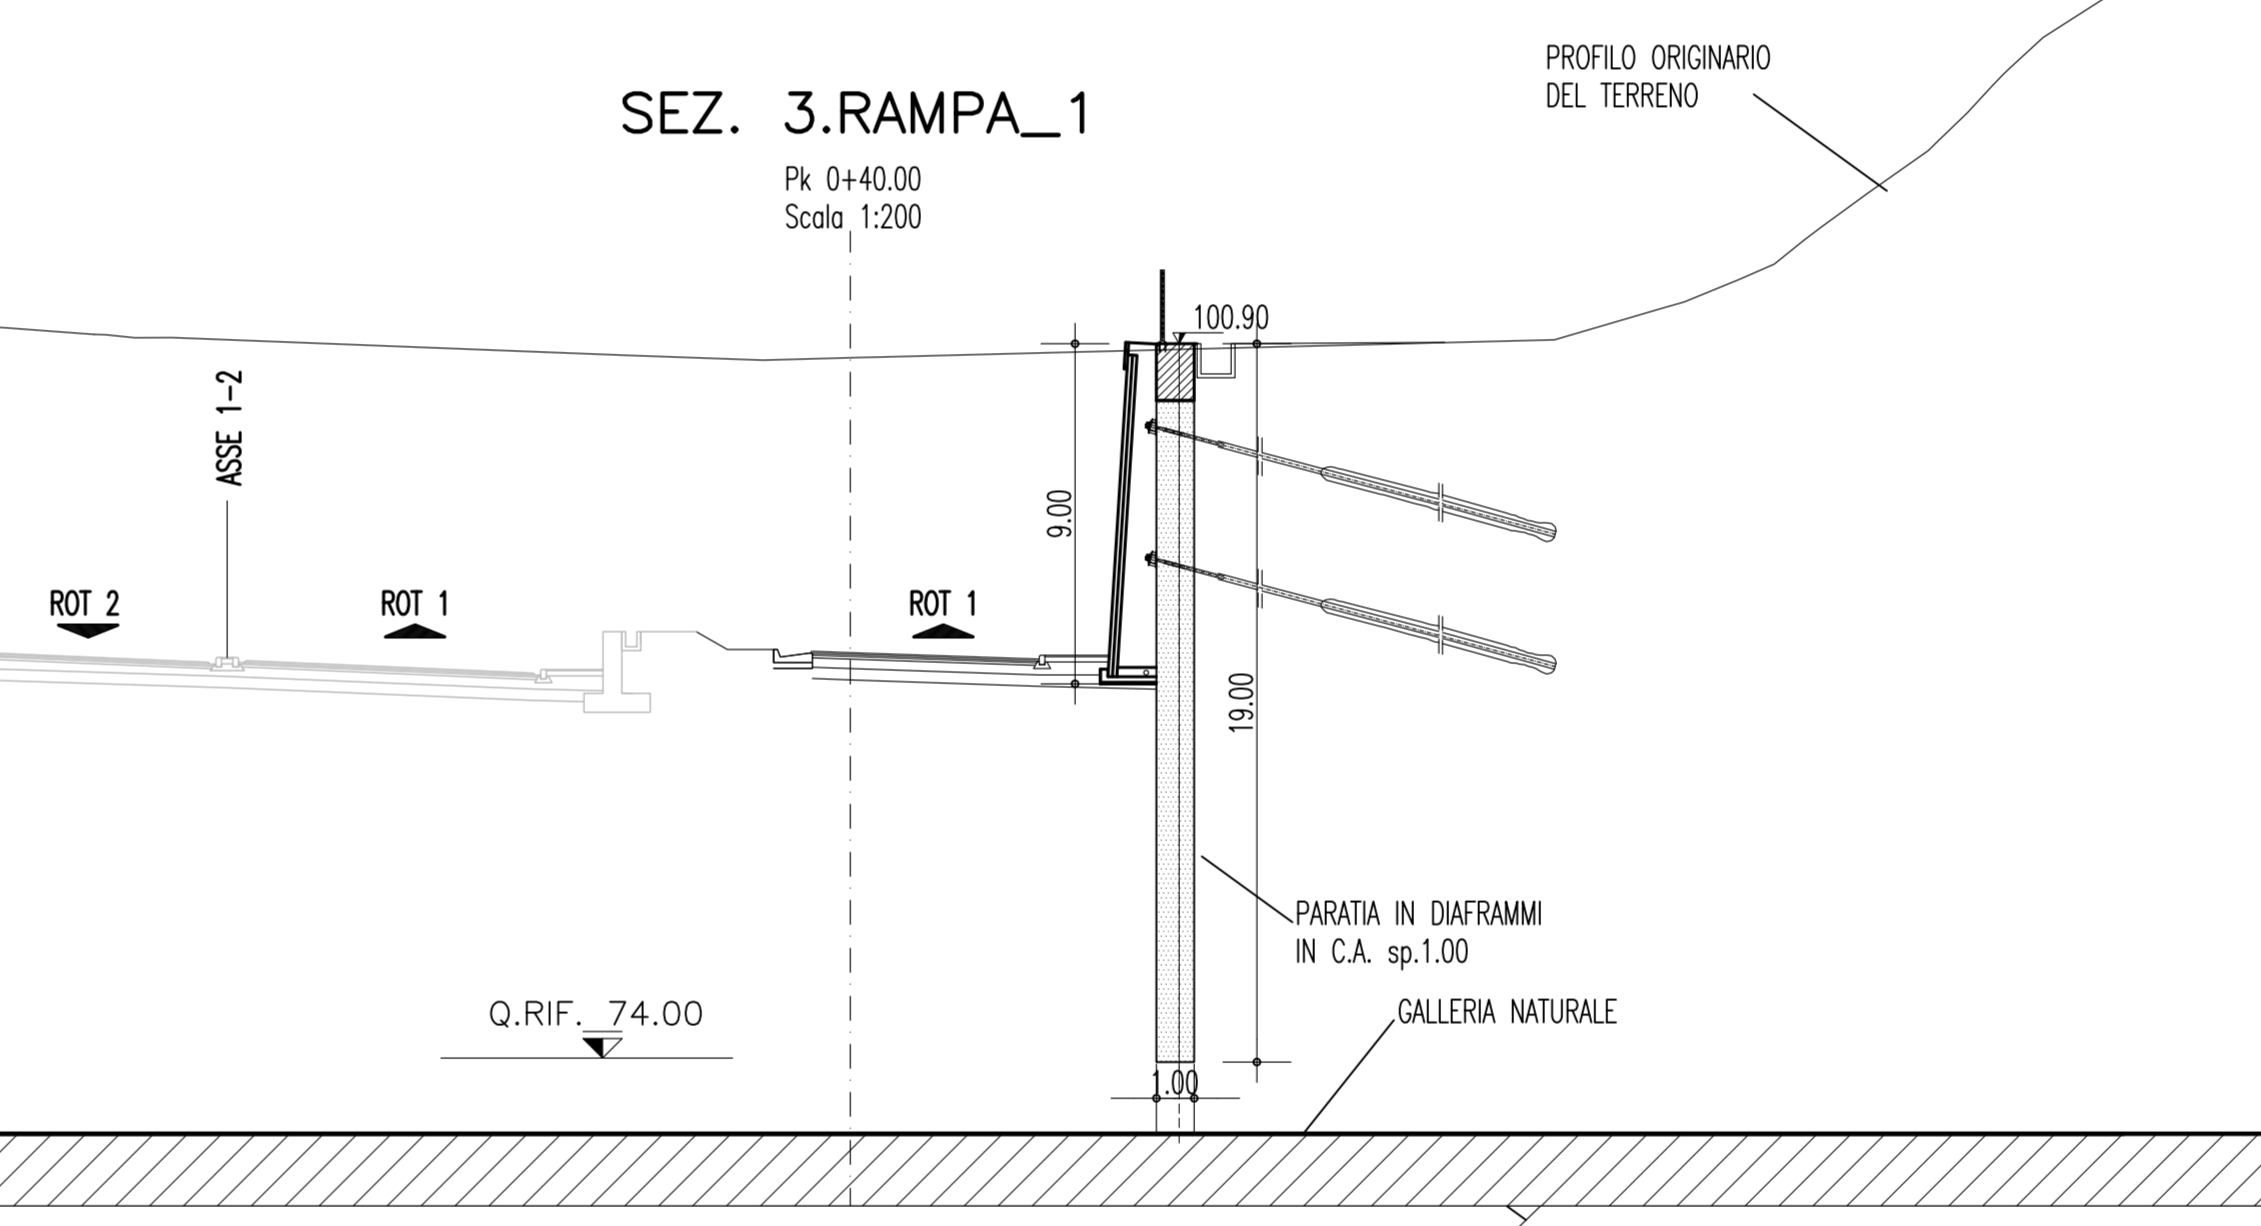 PROFILO ORIGINARIO
DEL TERRENO
SEZ. 3.RAMPA_1
Pk 0+40.00
Scala 1:200
100.90
ASSE 1-2
9.00
ROT 2
ROT 1
ROT 1
19.00
PARATIA IN DIAFRAMMI
IN C.A. sp.1.00
Q.RIF. 74.00
GALLERIA NATURALE
1.00